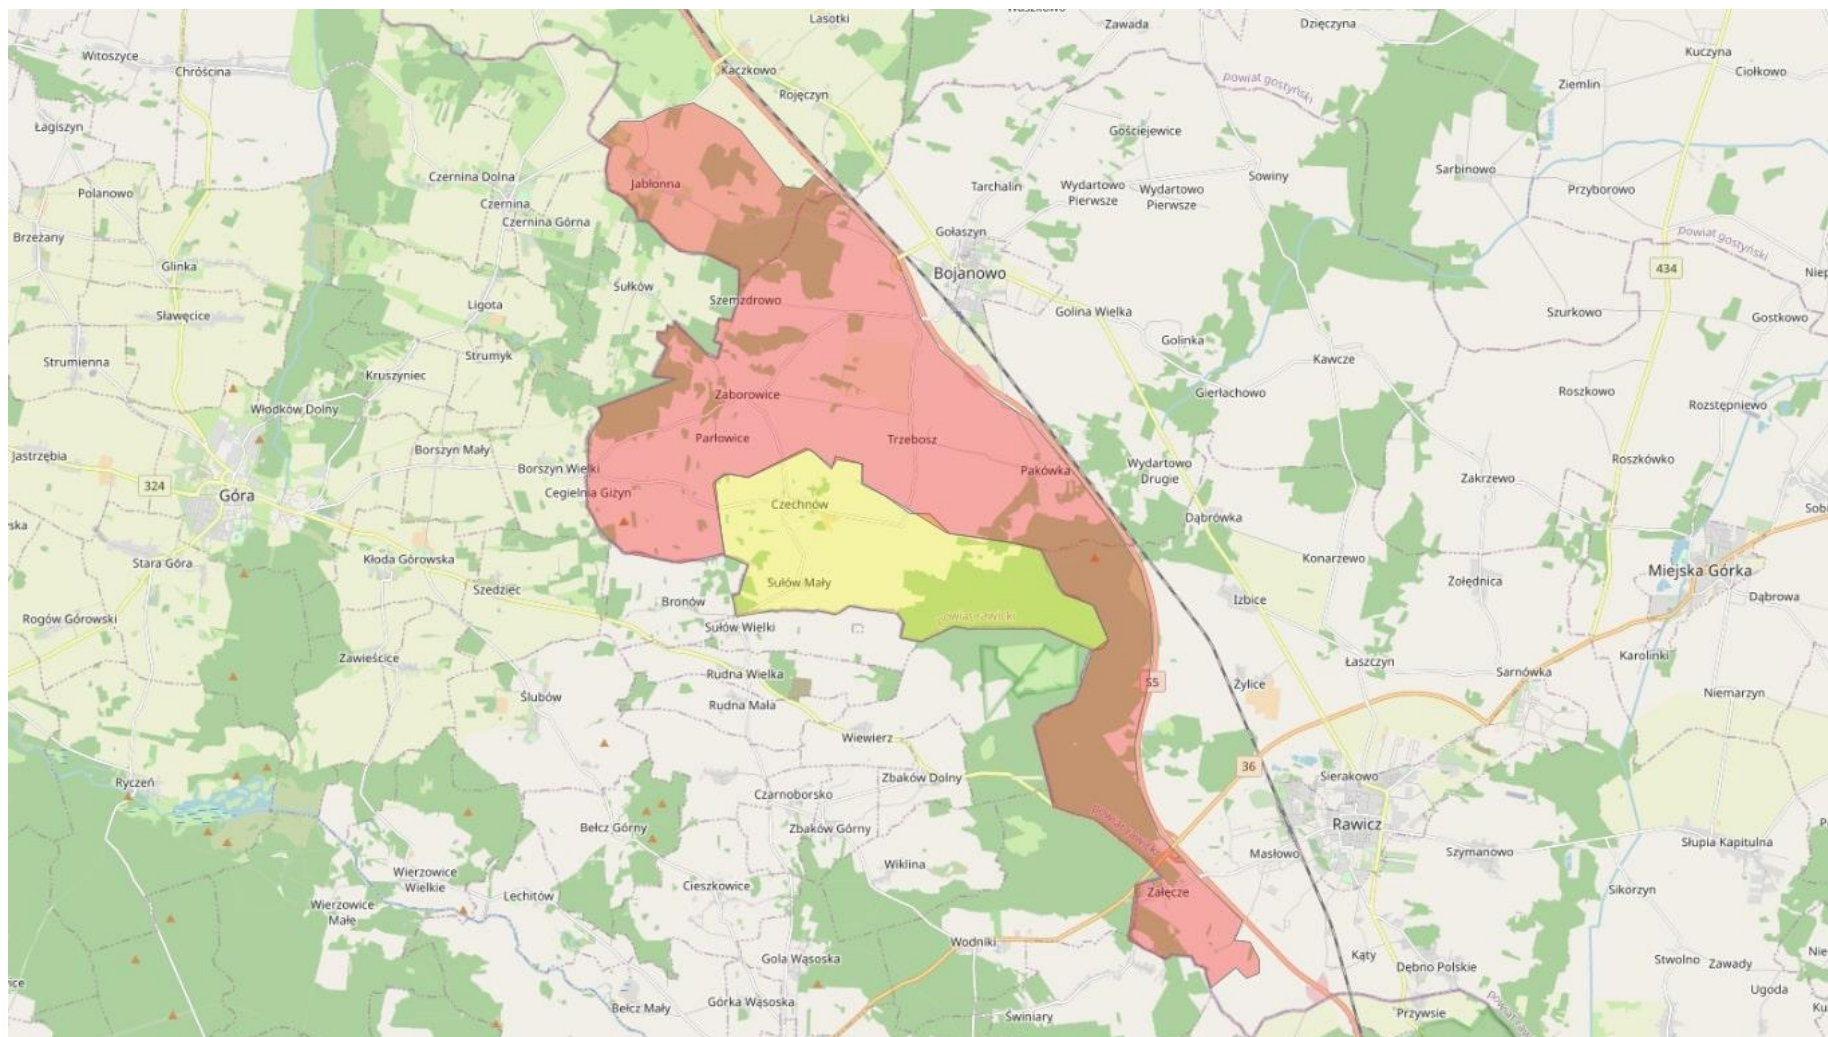 Lasotki
Zawada
Dzięczyna
Kuczyna
Witoszyce
Chróścina
Kaczkowo
Ciołkowo
powiat gostyński
Ziemlin
Rojęczyn
Łagiszyn
Gościejewice
Sarbinowo
Czernina Dolna
Jabłonna
Tarchalin
Wydartowo
Pierwsze
Wydartowo
Pierwsze
Sowiny
Przyborowo
Polanowo
Czernina
Czernina Górna
Gołaszyn
Brzeżany
powiat gostyński
Glinka
Bojanowo
434
Sułków
Szemzdrowo
Ligota
Sławęcice
Golina Wielka
Szurkowo
Gostkowo
Golinka
Strumyk
Strumienna
Kawcze
Kruszyniec
Zaborowice
Gierłachowo
Roszkowo
Rozstępniewo
Włodków Dolny
Parłowice
Trzebosz
Borszyn Mały
Jastrzębia
Borszyn Wielki
Pakówka
Wydartowo
Drugie
Roszkówko
Zakrzewo
324
Góra
Cegielnia Giżyn
Czechnów
Dąbrówka
Kłoda Górowska
Stara Góra
Konarzewo
Miejska Górka
Żołędnica
Sułów Mały
Szedziec
Dąbrowa
Bronów
Izbice
powiat rawicki
Rogów Górowski
Sułów Wielki
Zawieścice
Łaszczyn
Karolinki
Rudna Wielka
Sarnówka
S5
Żylice
Ślubów
Niemarzyn
Rudna Mała
Wiewierz
36
Zbaków Dolny
Sierakowo
Ryczeń
Czarnoborsko
powiat rawicki
Rawicz
Bełcz Górny
Zbaków Górny
Słupia Kapitulna
Masłowo
Szymanowo
Wiklina
Wierzowice
Wielkie
Cieszkowice
Załęcze
Sikorzyn
Lechitów
Wierzowice
Małe
Wodniki
Kąty
Gola Wąsoska
Dębno Polskie
Stwolno
Zawady
Ugoda
Górka Wąsoska
Bełcz Mały
Świniary
Przywsie